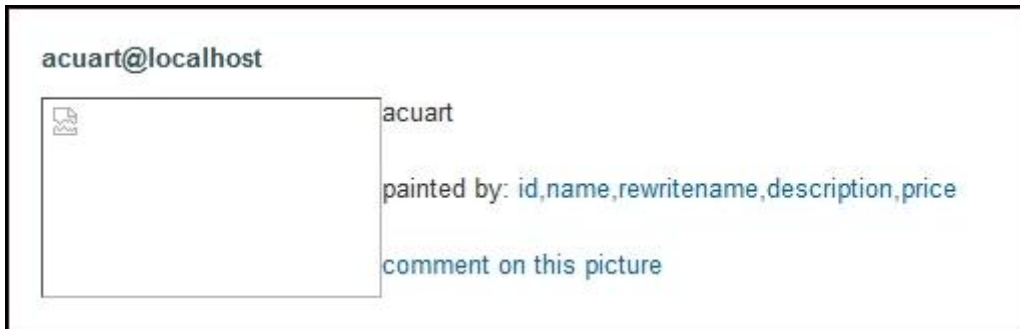 acuart@localhost
acuart
painted by: id,name,rewritename,description,price
comment on this picture